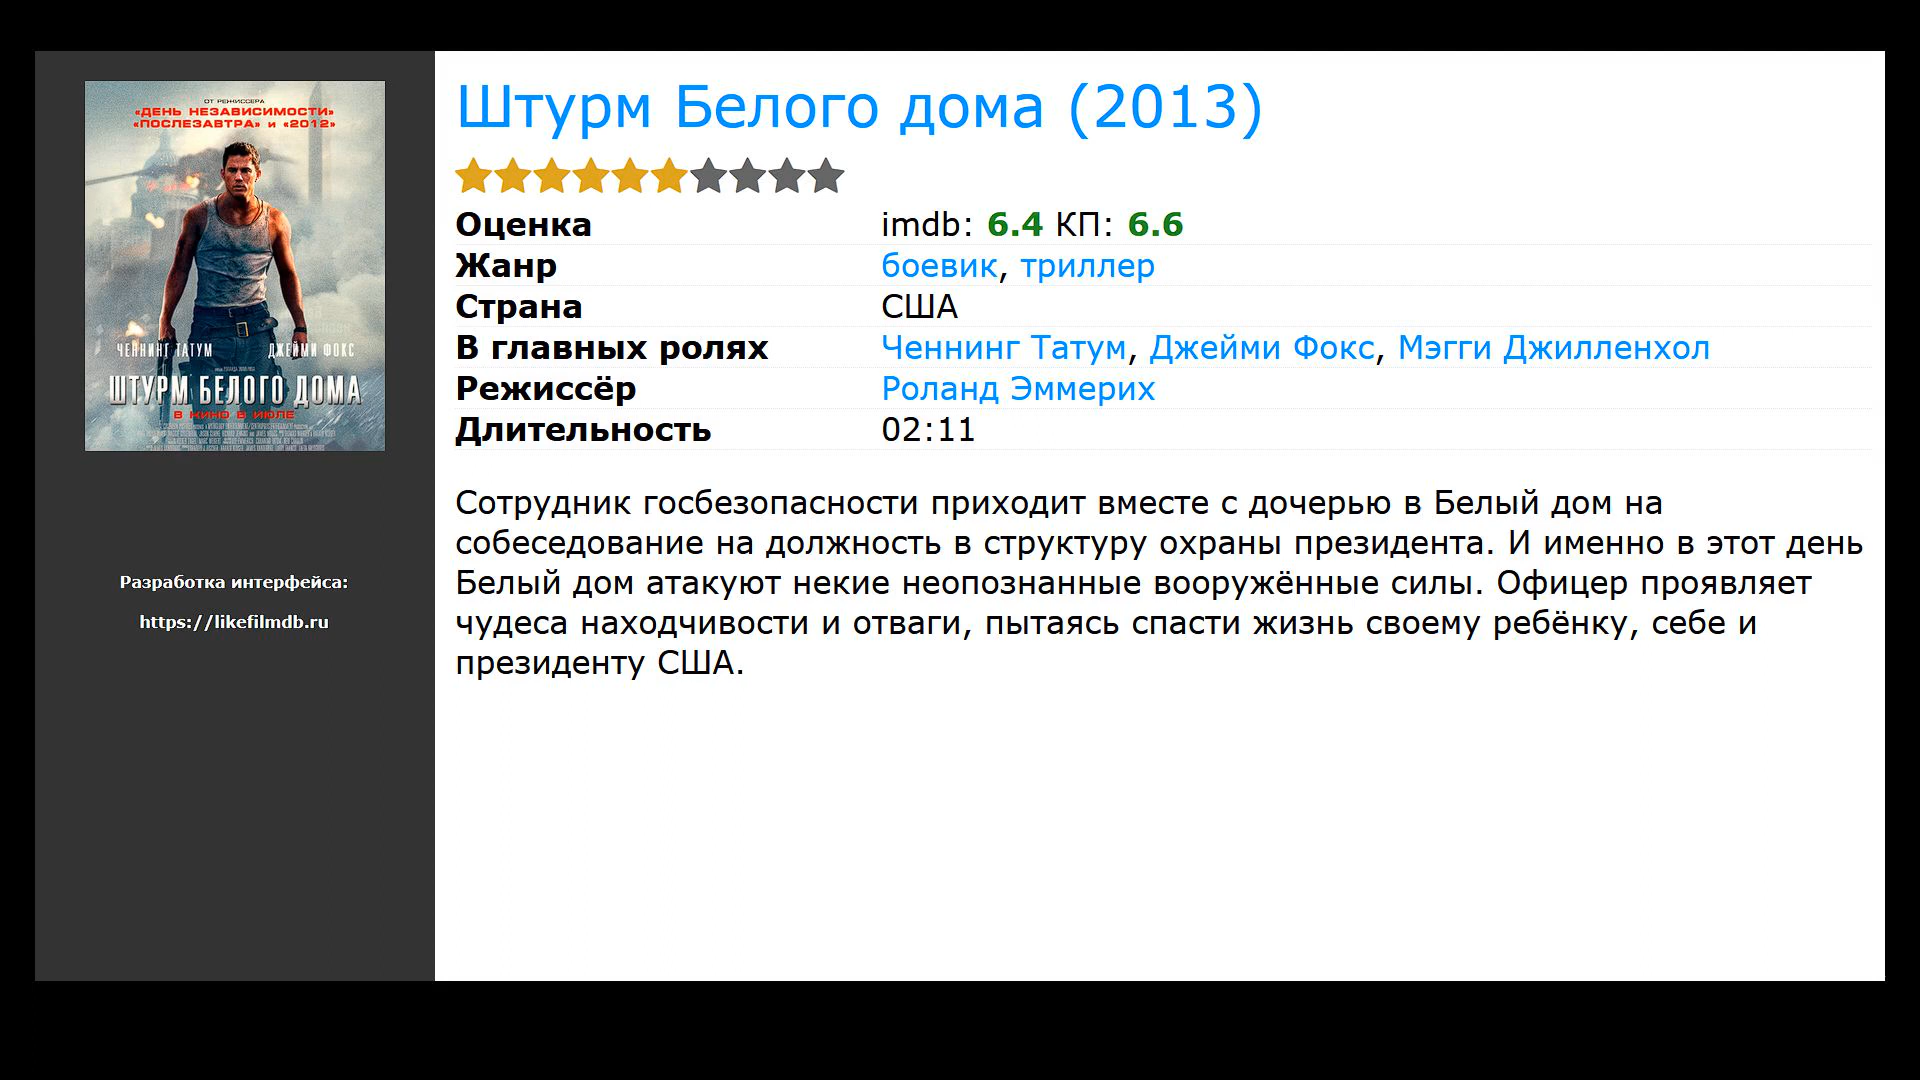 ОТ РЕЖИССЕРА
«ДЕНЬ НЕЗАВИСИМОСТИ»
«ПОСЛЕЗАВТРА» и «2012»
ЧЕННИНГ ТАТУМ ДЖЕЙМИ ФОКС
ШТУРМ БЕЛОГО ДОМА
В КИНО В ИЮЛЕ
Разработка интерфейса:
https://likefilmdb.ru
Штурм Белого дома (2013)
Оценка imdb: 6.4 КП: 6.6
Жанр боевик, триллер
Страна США
В главных ролях Ченнинг Татум, Джейми Фокс, Мэгги Джилленхол
Режиссёр Роланд Эммерих
Длительность 02:11
Сотрудник госбезопасности приходит вместе с дочерью в Белый дом на
собеседование на должность в структуру охраны президента. И именно в этот день
Белый дом атакуют некие неопознанные вооружённые силы. Офицер проявляет
чудеса находчивости и отваги, пытаясь спасти жизнь своему ребёнку, себе и
президенту США.